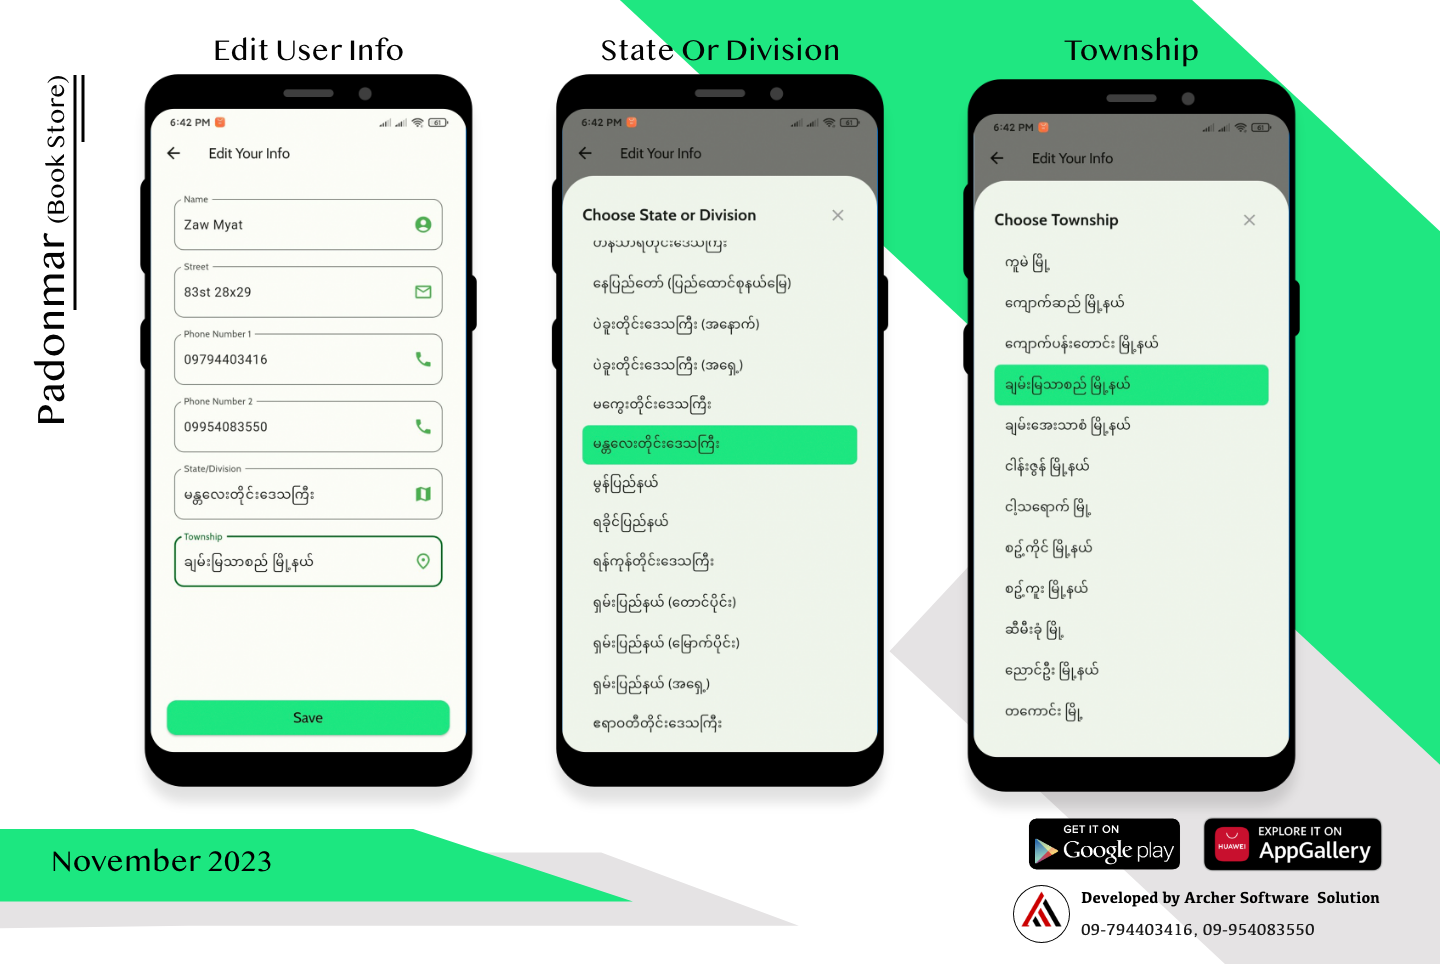 Edit User Info
State Or Division
Township
Padonmar (Book Store)
6:42 PM
61
Edit Your Info
Name
Zaw Myat
Street
83st 28x29
Phone Number 1
09794403416
Phone Number 2
09954083550
State/Division
မန္တလေးတိုင်းဒေသကြီး
Township
ချမ်းမြသာစည် မြို့နယ်
Save
6:42 PM
61
Edit Your Info
Choose State or Division
တနင်္သာရီတိုင်းဒေသကြီး
နေပြည်တော် (ပြည်ထောင်စုနယ်မြေ)
ပဲခူးတိုင်းဒေသကြီး (အနောက်)
ပဲခူးတိုင်းဒေသကြီး (အရှေ့)
မကွေးတိုင်းဒေသကြီး
မန္တလေးတိုင်းဒေသကြီး
မွန်ပြည်နယ်
ရခိုင်ပြည်နယ်
ရန်ကုန်တိုင်းဒေသကြီး
ရှမ်းပြည်နယ် (တောင်ပိုင်း)
ရှမ်းပြည်နယ် (မြောက်ပိုင်း)
ရှမ်းပြည်နယ် (အရှေ့)
ဧရာဝတီတိုင်းဒေသကြီး
6:42 PM
61
Edit Your Info
Choose Township
ကူမဲ မြို့
ကျောက်ဆည် မြို့နယ်
ကျောက်ပန်းတောင်း မြို့နယ်
ချမ်းမြသာစည် မြို့နယ်
ချမ်းအေးသာစံ မြို့နယ်
ငါန်းဇွန် မြို့နယ်
ငါ့သရောက် မြို့
စဉ့်ကိုင် မြို့နယ်
စဉ့်ကူး မြို့နယ်
ဆီမီးခုံ မြို့
ညောင်ဦး မြို့နယ်
တကောင်း မြို့
November 2023
GET IT ON
Google play
HUAWEI
EXPLORE IT ON
AppGallery
Developed by Archer Software Solution
09-794403416, 09-954083550